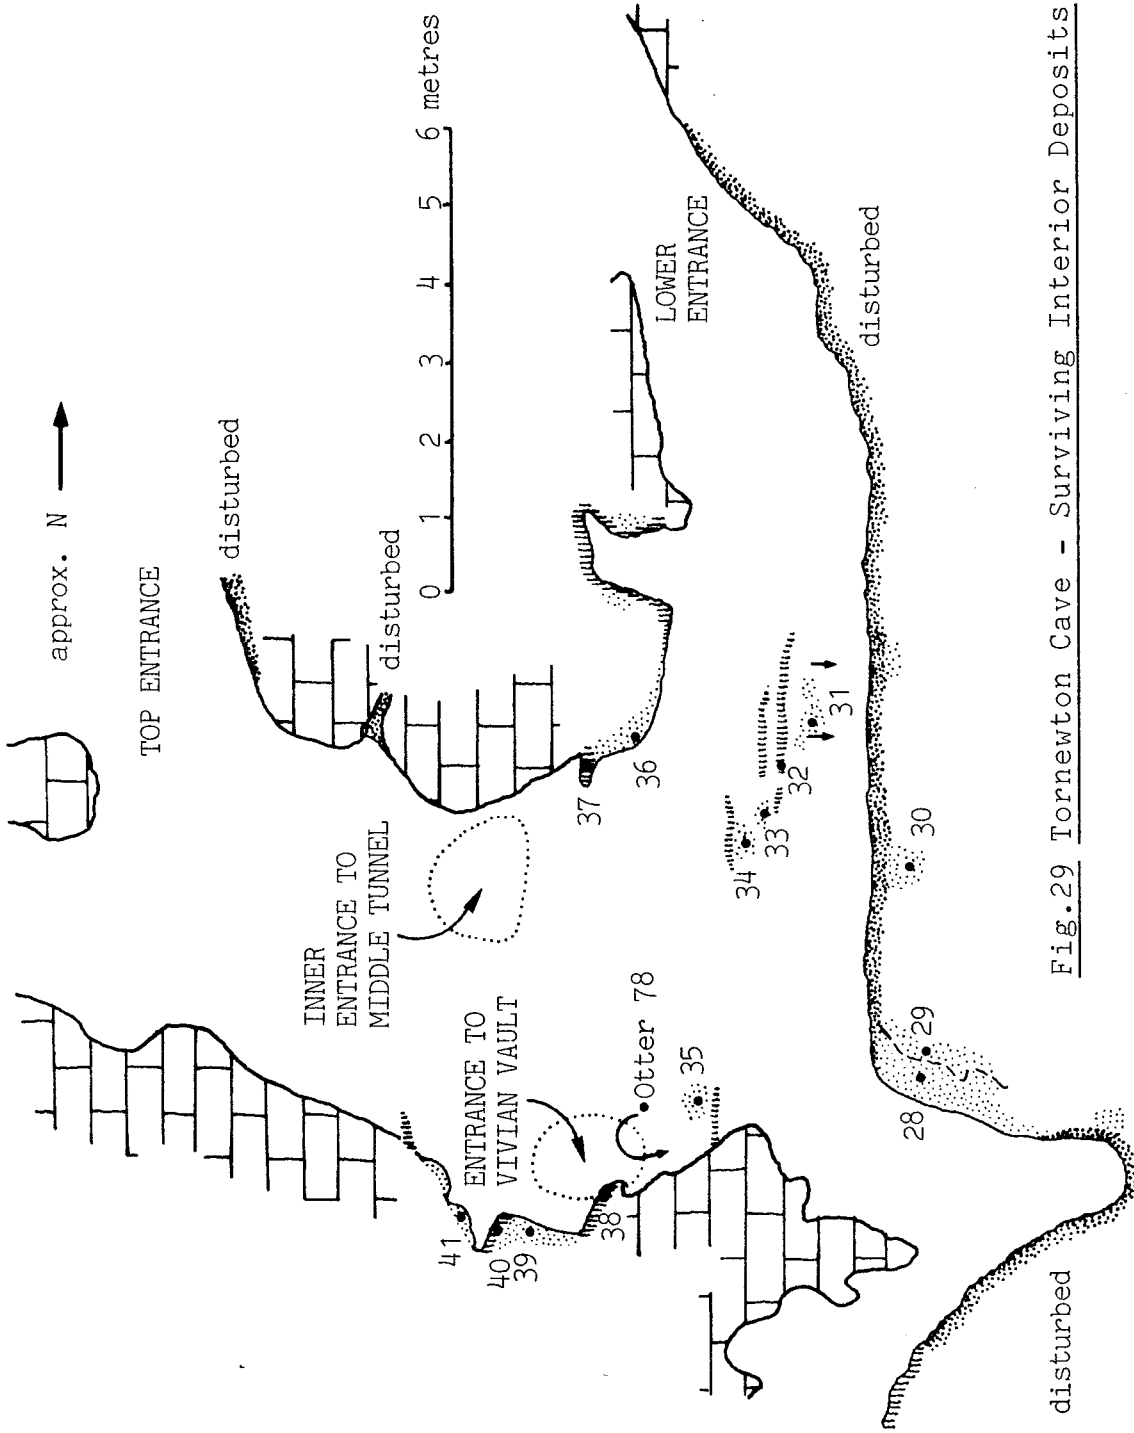 approx. N
TOP ENTRANCE
disturbed
disturbed
INNER
ENTRANCE TO
MIDDLE TUNNEL
0 1 2 3 4 5 6 metres
ENTRANCE TO
VIVIAN VAULT
LOWER
ENTRANCE
41
40
39
38
37
36
Otter 78
35
34
33
32
31
30
29
28
disturbed
disturbed
Fig.29 Tornewton Cave - Surviving Interior Deposits